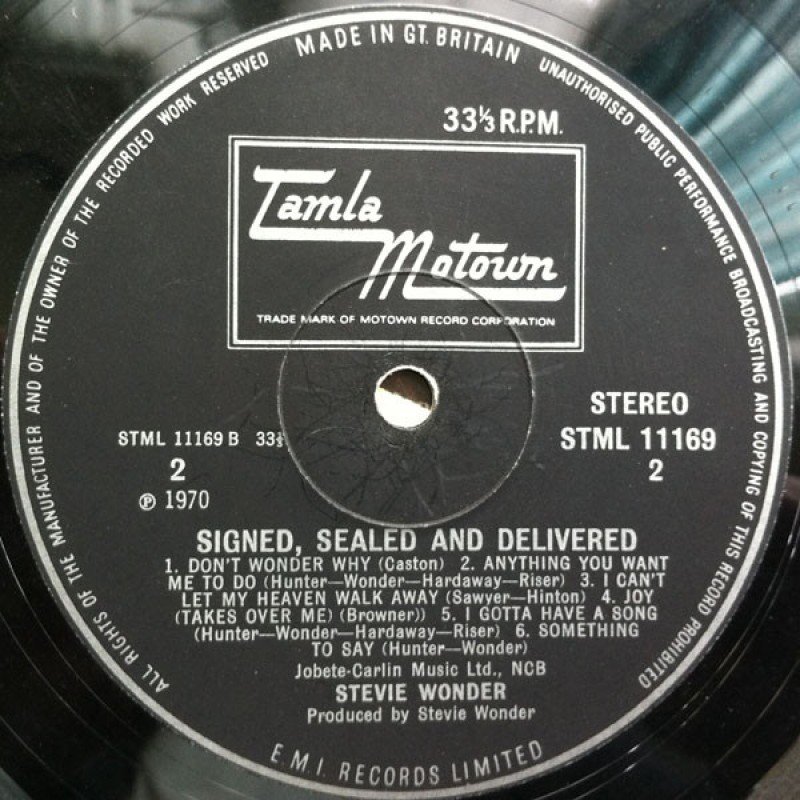 MADE IN GT. BRITAIN
UNAUTHORISED PUBLIC PERFORMANCE BROADCASTING AND COPYING OF THIS RECORD PROHIBITED
ALL RIGHTS OF THE MANUFACTURER AND OF THE OWNER OF THE RECORDED WORK RESERVED
33⅓ R.P.M.
Tamla
Motown
TRADE MARK OF MOTOWN RECORD CORPORATION
STEREO
STML 11169 B 33⅓
STML 11169
2
2
℗ 1970
SIGNED, SEALED AND DELIVERED
1. DON'T WONDER WHY (Caston) 2. ANYTHING YOU WANT
ME TO DO (Hunter—Wonder—Hardaway—Riser) 3. I CAN'T
LET MY HEAVEN WALK AWAY (Sawyer—Hinton) 4. JOY
(TAKES OVER ME) (Browner)) 5. I GOTTA HAVE A SONG
(Hunter—Wonder—Hardaway—Riser) 6. SOMETHING
TO SAY (Hunter—Wonder)
Jobete-Carlin Music Ltd., NCB
STEVIE WONDER
Produced by Stevie Wonder
E.M.I. RECORDS LIMITED